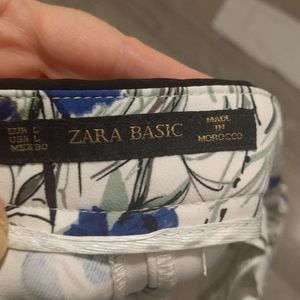 EUR L
USA L
MEX 30
ZARA BASIC
MADE
IN
MOROCCO